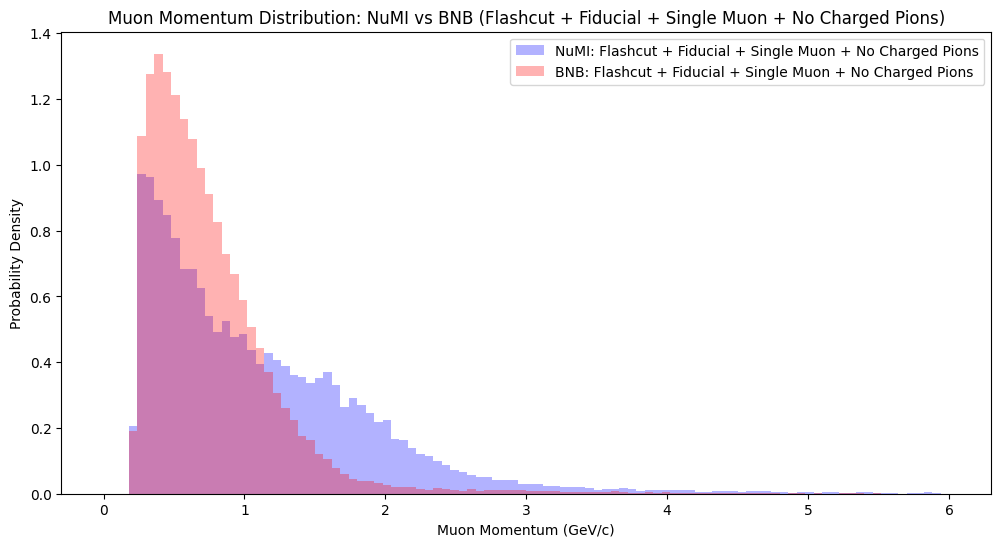 Muon Momentum Distribution: NuMI vs BNB (Flashcut + Fiducial + Single Muon + No Charged Pions)
NuMI: Flashcut + Fiducial + Single Muon + No Charged Pions
BNB: Flashcut + Fiducial + Single Muon + No Charged Pions
Probability Density
1.4
1.2
1.0
0.8
0.6
0.4
0.2
0.0
0 1 2 3 4 5 6
Muon Momentum (GeV/c)